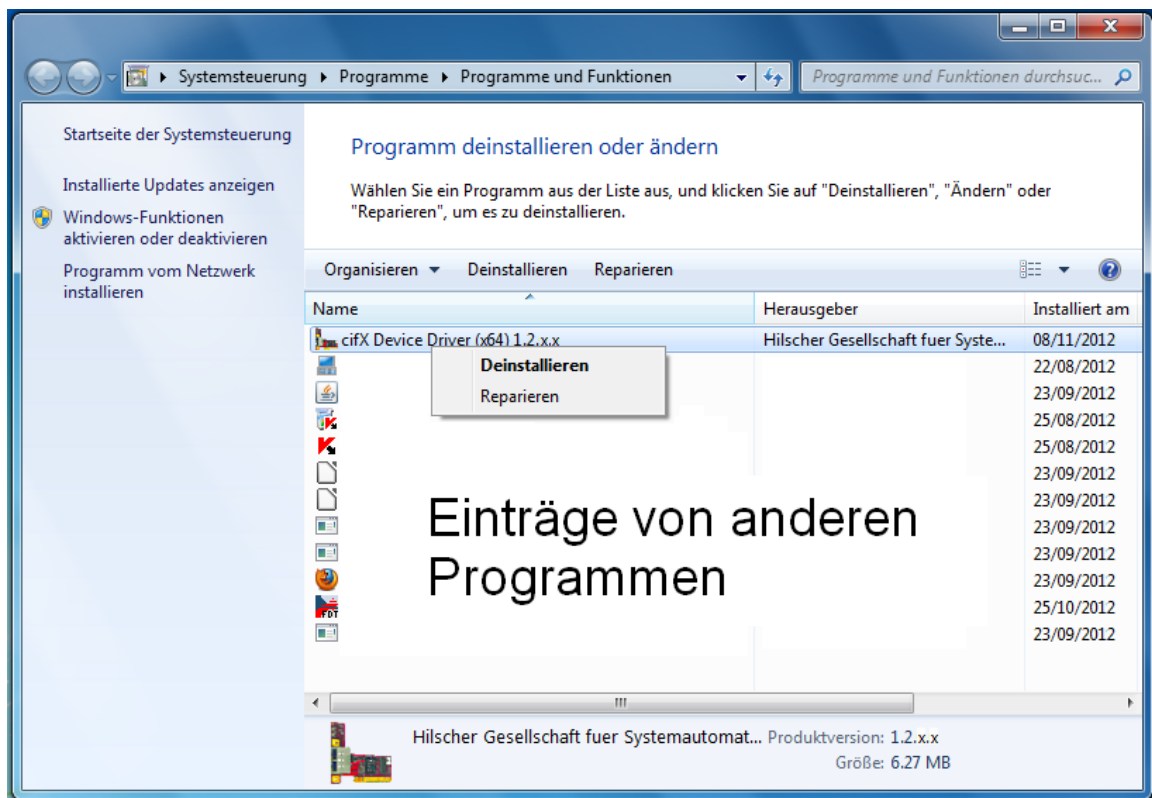 Systemsteuerung ▸ Programme ▸ Programme und Funktionen
Programme und Funktionen durchsuc...
Startseite der Systemsteuerung
Installierte Updates anzeigen
Windows-Funktionen
aktivieren oder deaktivieren
Programm vom Netzwerk
installieren
Programm deinstallieren oder ändern
Wählen Sie ein Programm aus der Liste aus, und klicken Sie auf "Deinstallieren", "Ändern" oder
"Reparieren", um es zu deinstallieren.
Organisieren Deinstallieren Reparieren
Name Herausgeber Installiert am
cifX Device Driver (x64) 1.2.x.x Hilscher Gesellschaft fuer Syste... 08/11/2012
Deinstallieren
Reparieren
22/08/2012
23/09/2012
25/08/2012
25/08/2012
23/09/2012
23/09/2012
23/09/2012
23/09/2012
23/09/2012
25/10/2012
23/09/2012
Einträge von anderen
Programmen
FDT
Hilscher Gesellschaft fuer Systemautomat... Produktversion: 1.2.x.x
Größe: 6.27 MB